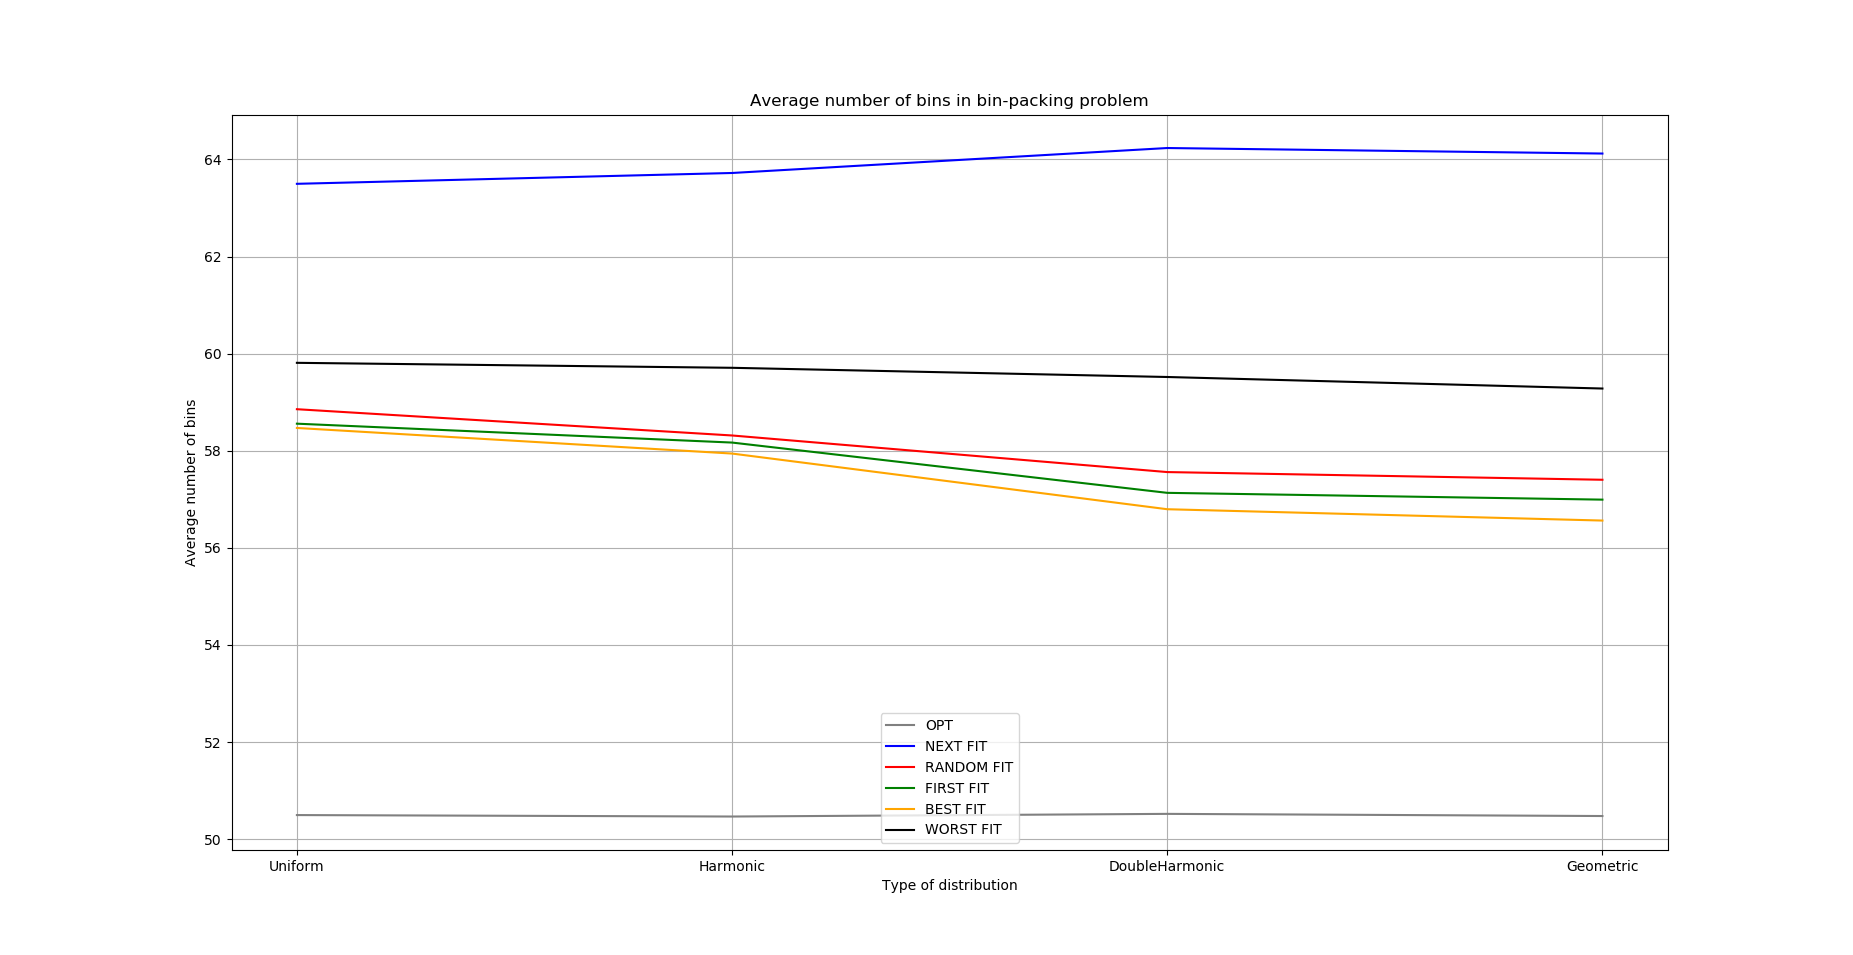 Average number of bins in bin-packing problem
Average number of bins
64
62
60
58
56
54
52
50
OPT
NEXT FIT
RANDOM FIT
FIRST FIT
BEST FIT
WORST FIT
Uniform Harmonic DoubleHarmonic Geometric
Type of distribution